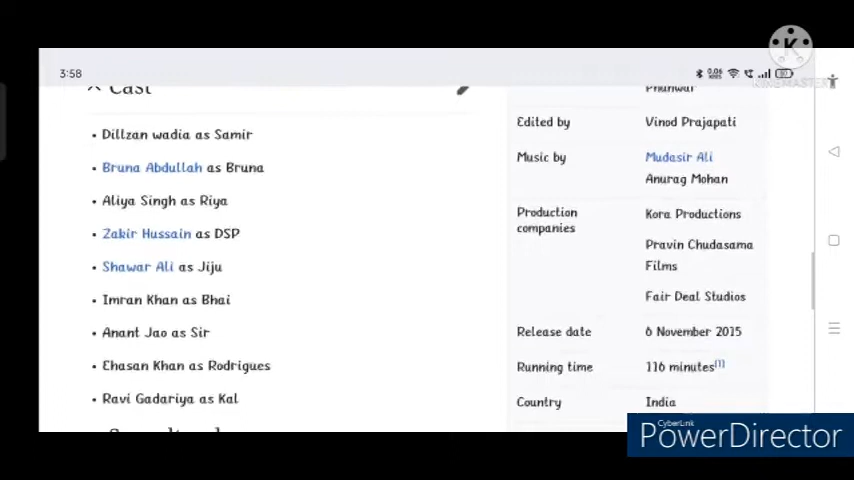 3:58
KINEMASTER
Cast
• Dillzan wadia as Samir
• Bruna Abdullah as Bruna
• Aliya Singh as Riya
• Zakir Hussain as DSP
• Shawar Ali as Jiju
• Imran Khan as Bhai
• Anant Jao as Sir
• Ehasan Khan as Rodrigues
• Ravi Gadariya as Kal
Edited by Vinod Prajapati
Music by Mudasir Ali
Anurag Mohan
Production Kora Productions
companies
Pravin Chudasama
Films
Fair Deal Studios
Release date 6 November 2015
Running time 116 minutes[1]
Country India
CyberLink
PowerDirector